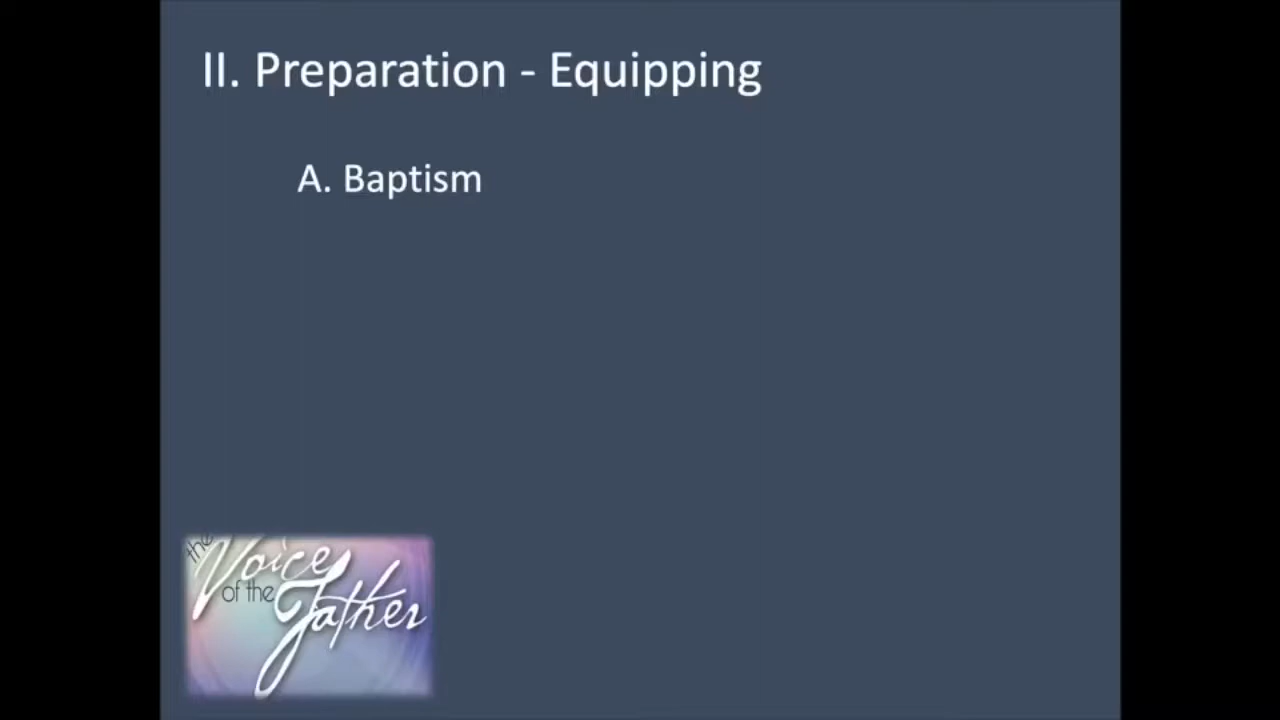 II. Preparation - Equipping
A. Baptism
the
Voice
of the
Father